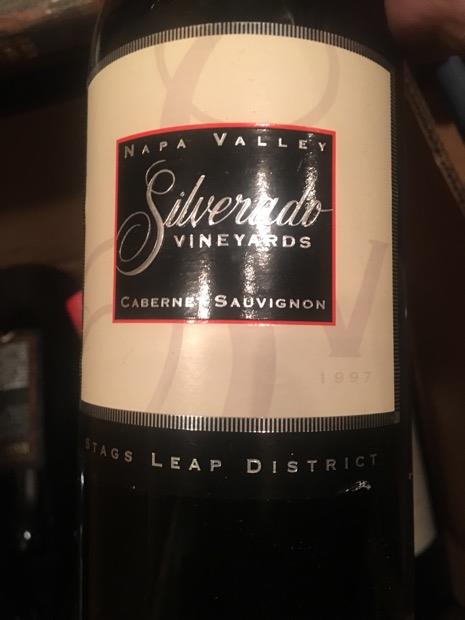 NAPA VALLEY
Silverado
VINEYARDS
CABERNET SAUVIGNON
1997
STAGS LEAP DISTRICT